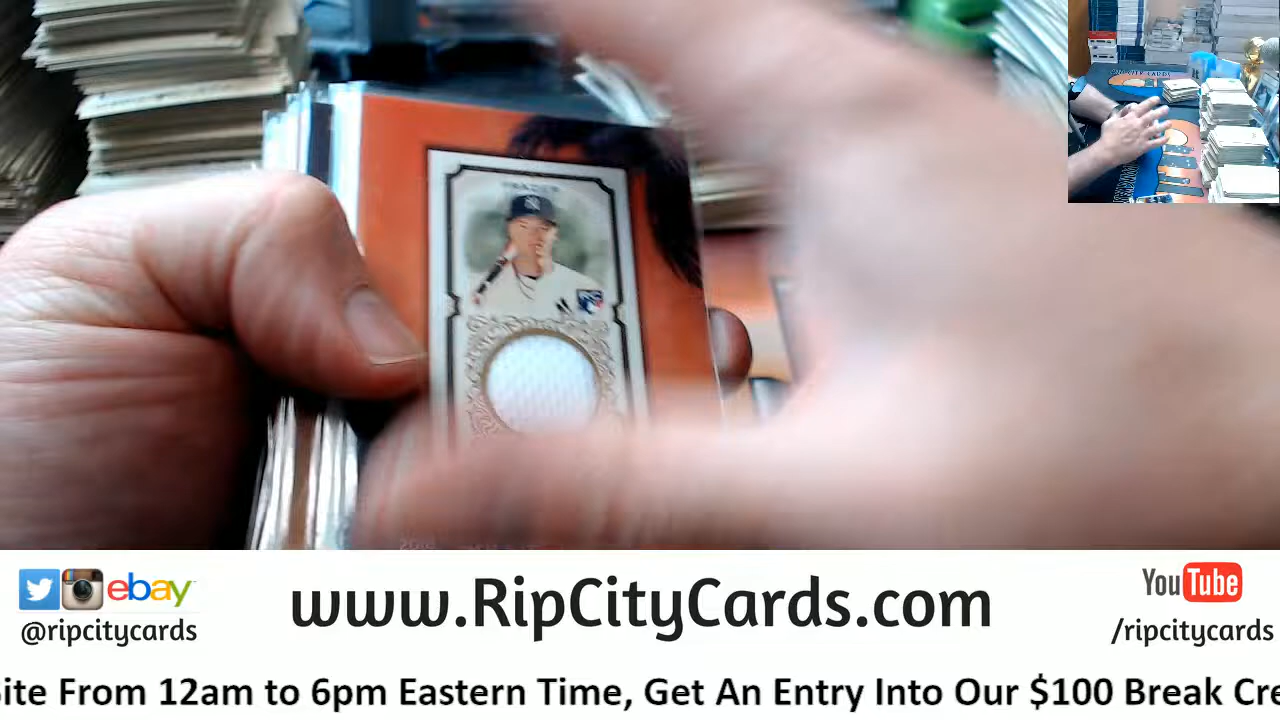 ebay
@ripcitycards
www.RipCityCards.com
YouTube
/ripcitycards
Site From 12am to 6pm Eastern Time, Get An Entry Into Our $100 Break Cre